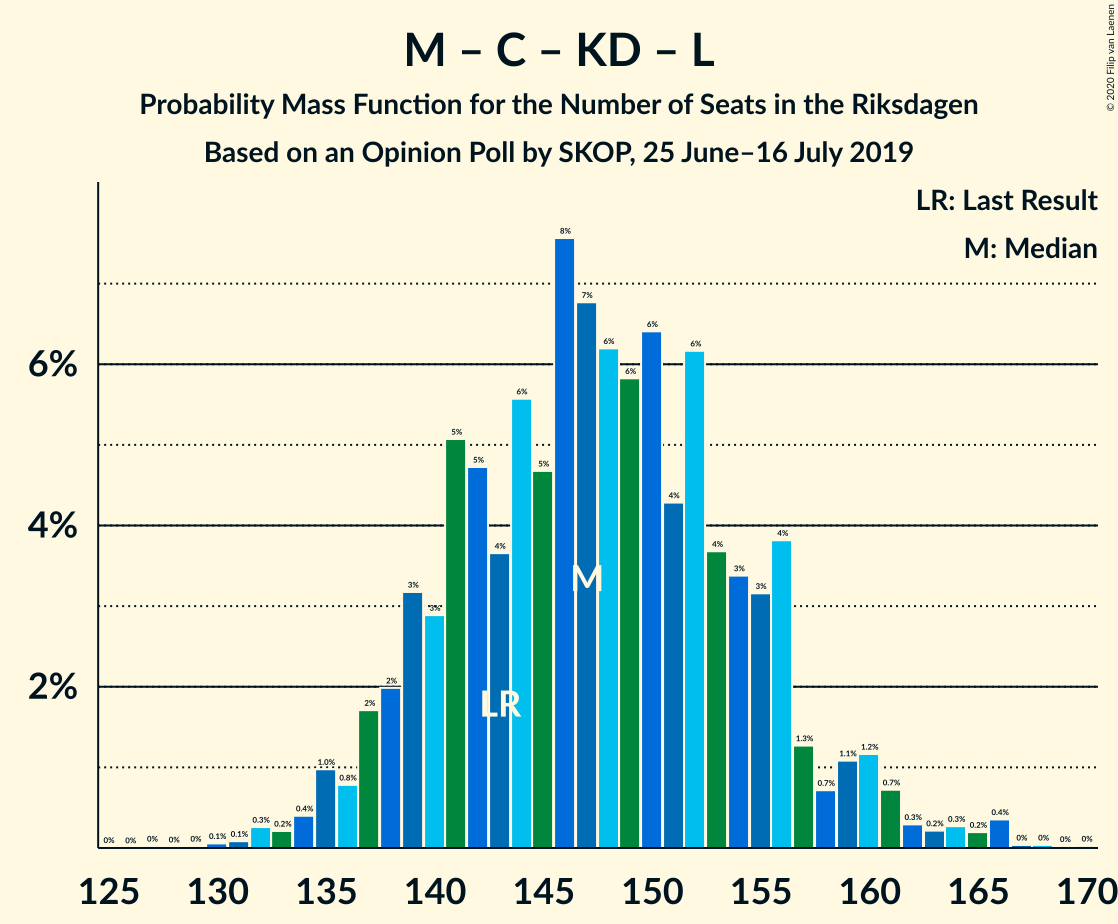 © 2020 Filip van Laenen
M – C – KD – L
Probability Mass Function for the Number of Seats in the Riksdagen
Based on an Opinion Poll by SKOP, 25 June–16 July 2019
LR: Last Result
M: Median
6%
4%
2%
0% 0% 0% 0% 0% 0.1% 0.1% 0.3% 0.2% 0.4% 1.0% 0.8% 2% 2% 3% 3% 5% 5% 4% 6% 5% 8% 7% 6% 6% 6% 4% 6% 4% 3% 3% 4% 1.3% 0.7% 1.1% 1.2% 0.7% 0.3% 0.2% 0.3% 0.2% 0.4% 0% 0% 0% 0%
M
LR
125 130 135 140 145 150 155 160 165 170